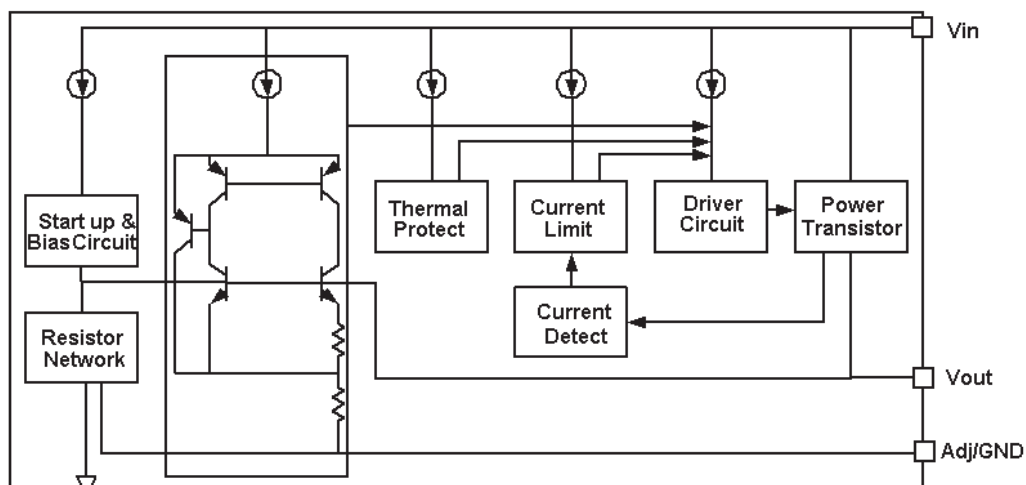 Vin
Start up &
Bias Circuit
Thermal
Protect
Current
Limit
Driver
Circuit
Power
Transistor
Resistor
Network
Current
Detect
Vout
Adj/GND